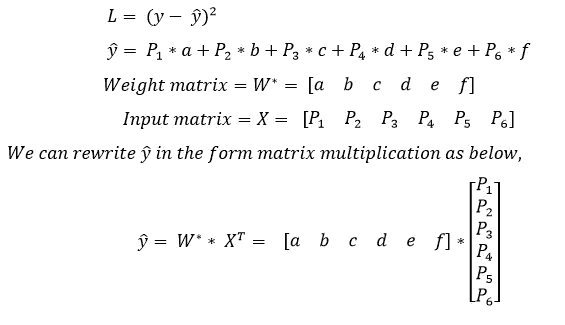 L = (y − ŷ)²
ŷ = P₁ * a + P₂ * b + P₃ * c + P₄ * d + P₅ * e + P₆ * f
Weight matrix = W* = [a b c d e f]
Input matrix = X = [P₁ P₂ P₃ P₄ P₅ P₆]
We can rewrite ŷ in the form matrix multiplication as below,
ŷ = W* * Xᵀ = [a b c d e f] * [P₁ P₂ P₃ P₄ P₅ P₆]